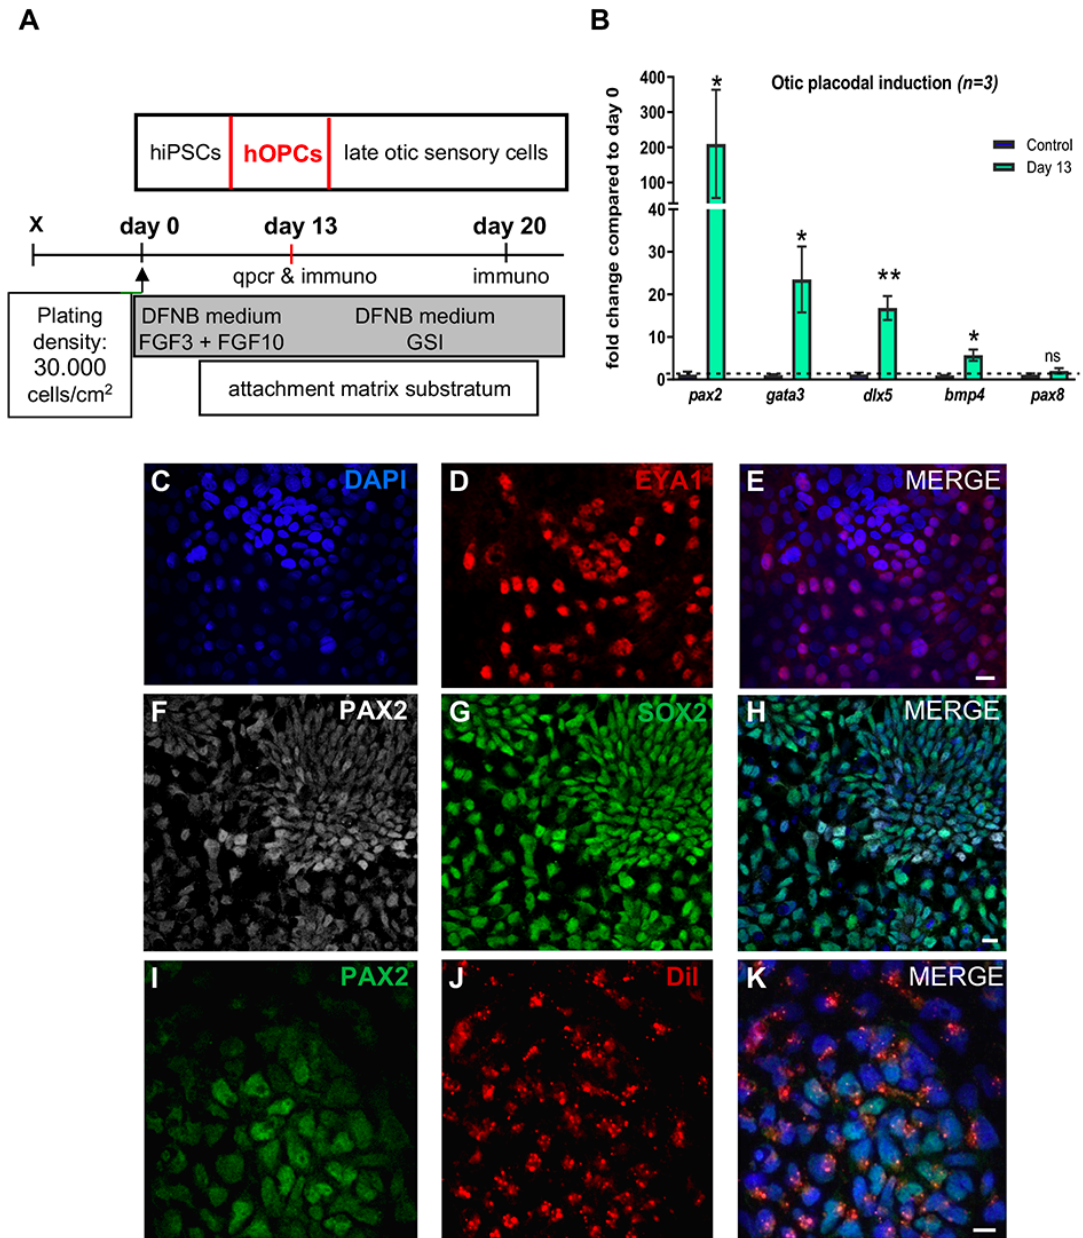 A
hiPSCs
hOPCs
late otic sensory cells
X
day 0
day 13
day 20
qpcr & immuno
immuno
Plating
density:
30.000
cells/cm²
DFNB medium
FGF3 + FGF10
DFNB medium
GSI
attachment matrix substratum
B
Otic placodal induction (n=3)
fold change compared to day 0
400
300
200
100
40
30
20
10
0
*
*
**
*
ns
Control
Day 13
pax2
gata3
dlx5
bmp4
pax8
C DAPI
D EYA1
E MERGE
F PAX2
G SOX2
H MERGE
I PAX2
J DiI
K MERGE